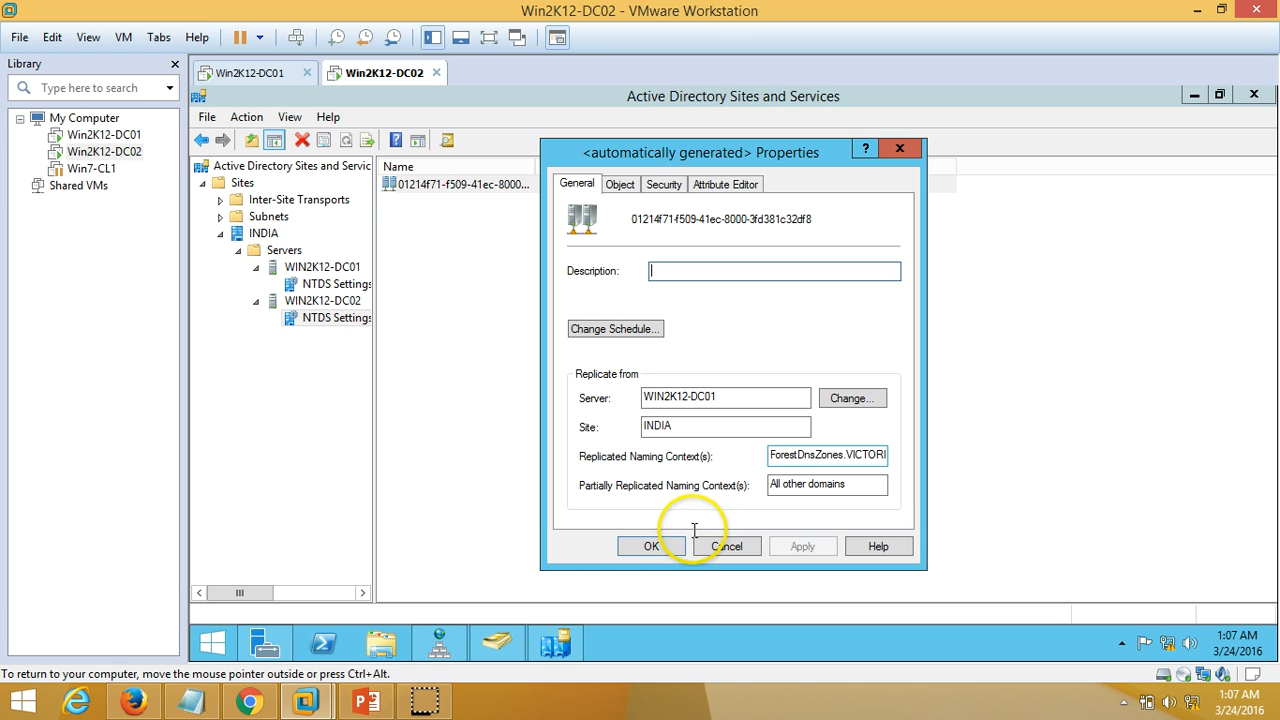 Win2K12-DC02 - VMware Workstation
File Edit View VM Tabs Help
Library
Type here to search
My Computer
Win2K12-DC01
Win2K12-DC02
Win7-CL1
Shared VMs
Win2K12-DC01
Win2K12-DC02
Active Directory Sites and Services
File Action View Help
Active Directory Sites and Servic
Sites
Inter-Site Transports
Subnets
INDIA
Servers
WIN2K12-DC01
NTDS Settings
WIN2K12-DC02
NTDS Settings
Name
01214f71-f509-41ec-8000...
<automatically generated> Properties
General Object Security Attribute Editor
01214f71-f509-41ec-8000-3fd381c32df8
Description:
Change Schedule...
Replicate from
Server: WIN2K12-DC01 Change...
Site: INDIA
Replicated Naming Context(s): ForestDnsZones.VICTORI
Partially Replicated Naming Context(s): All other domains
OK Cancel Apply Help
1:07 AM
3/24/2016
To return to your computer, move the mouse pointer outside or press Ctrl+Alt.
1:07 AM
3/24/2016